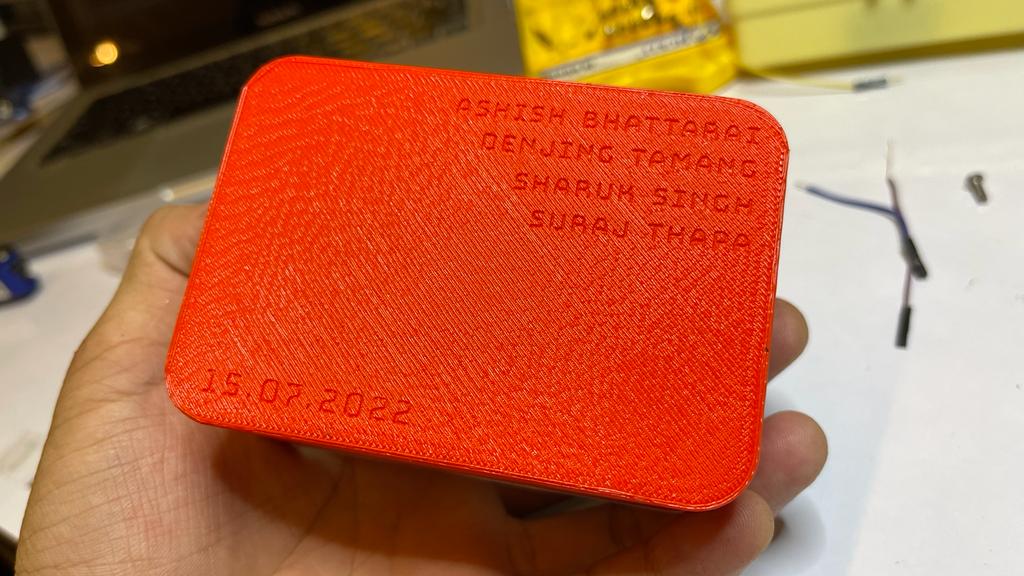 ASHISH BHATTARAI
DENJING TAMANG
SHARUK SINGH
SURAJ THAPA
15.07.2022